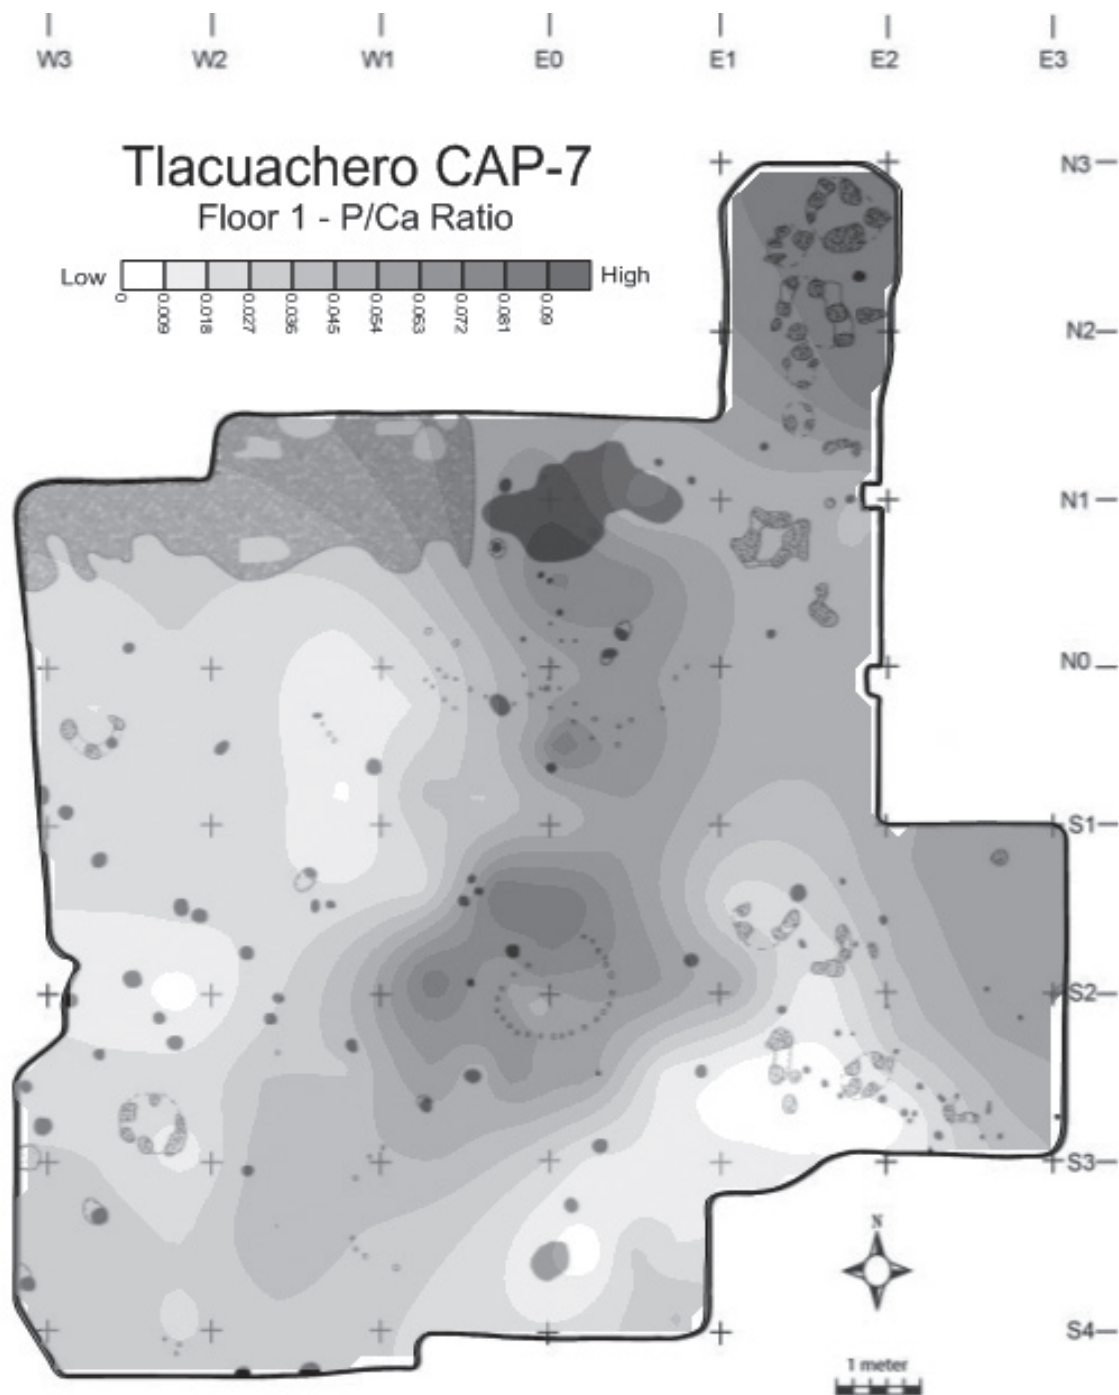 W3 W2 W1 E0 E1 E2 E3
Tlacuachero CAP-7
Floor 1 - P/Ca Ratio
Low High
0 0.009 0.018 0.027 0.036 0.045 0.054 0.063 0.072 0.081 0.09
N3
N2
N1
N0
S1
S2
S3
N
S4
1 meter